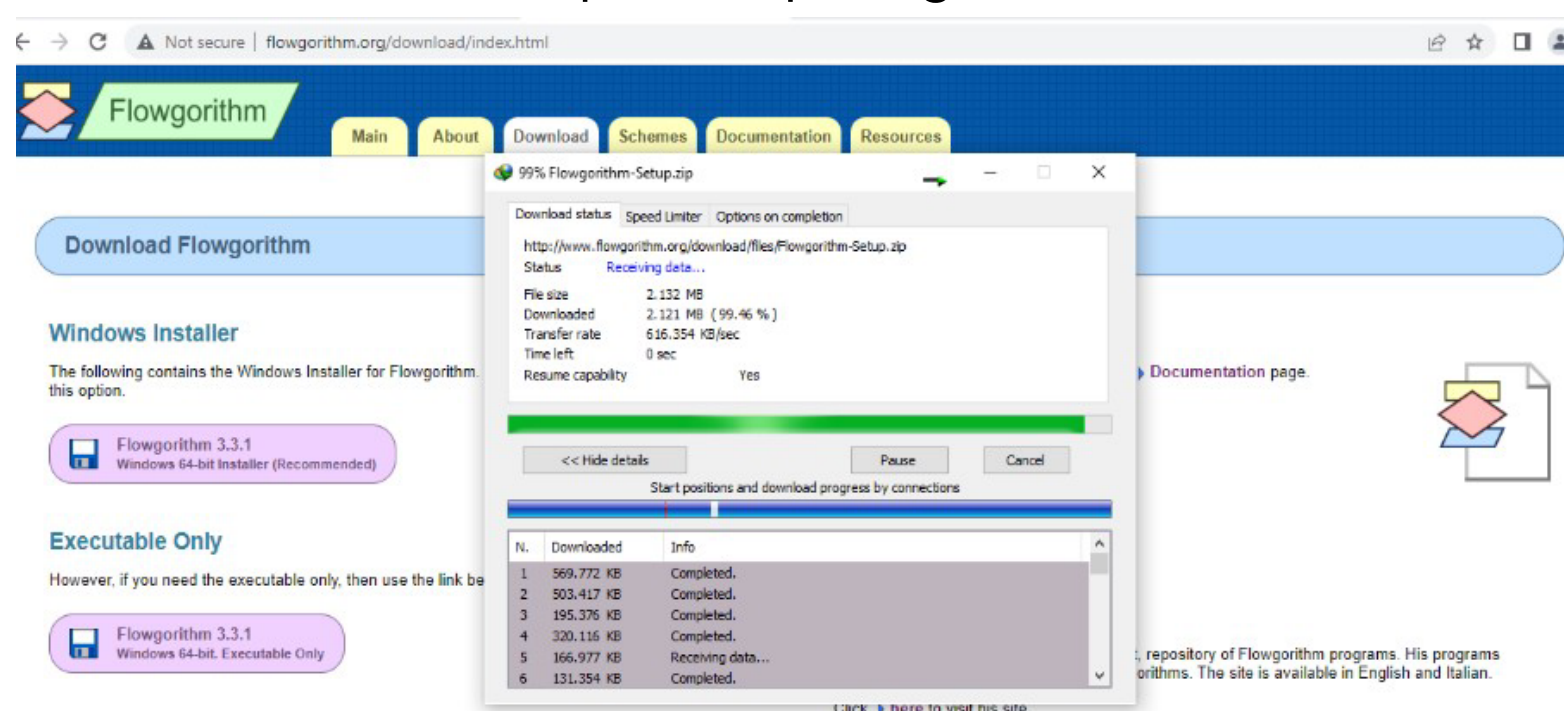 Not secure | flowgorithm.org/download/index.html
Flowgorithm
Main About Download Schemes Documentation Resources
99% Flowgorithm-Setup.zip
Download status Speed Limiter Options on completion
http://www.flowgorithm.org/download/files/Flowgorithm-Setup.zip
Status Receiving data...
File size 2.132 MB
Downloaded 2.121 MB ( 99.46 % )
Transfer rate 616.354 KB/sec
Time left 0 sec
Resume capability Yes
<< Hide details Pause Cancel
Start positions and download progress by connections
N. Downloaded Info
1 569.772 KB Completed.
2 503.417 KB Completed.
3 195.376 KB Completed.
4 320.116 KB Completed.
5 166.977 KB Receiving data...
6 131.354 KB Completed.
Download Flowgorithm
Windows Installer
The following contains the Windows Installer for Flowgorithm.
Documentation page.
this option.
Flowgorithm 3.3.1
Windows 64-bit Installer (Recommended)
Executable Only
However, if you need the executable only, then use the link be
Flowgorithm 3.3.1
Windows 64-bit. Executable Only
, repository of Flowgorithm programs. His programs
orithms. The site is available in English and Italian.
Click here to visit his site